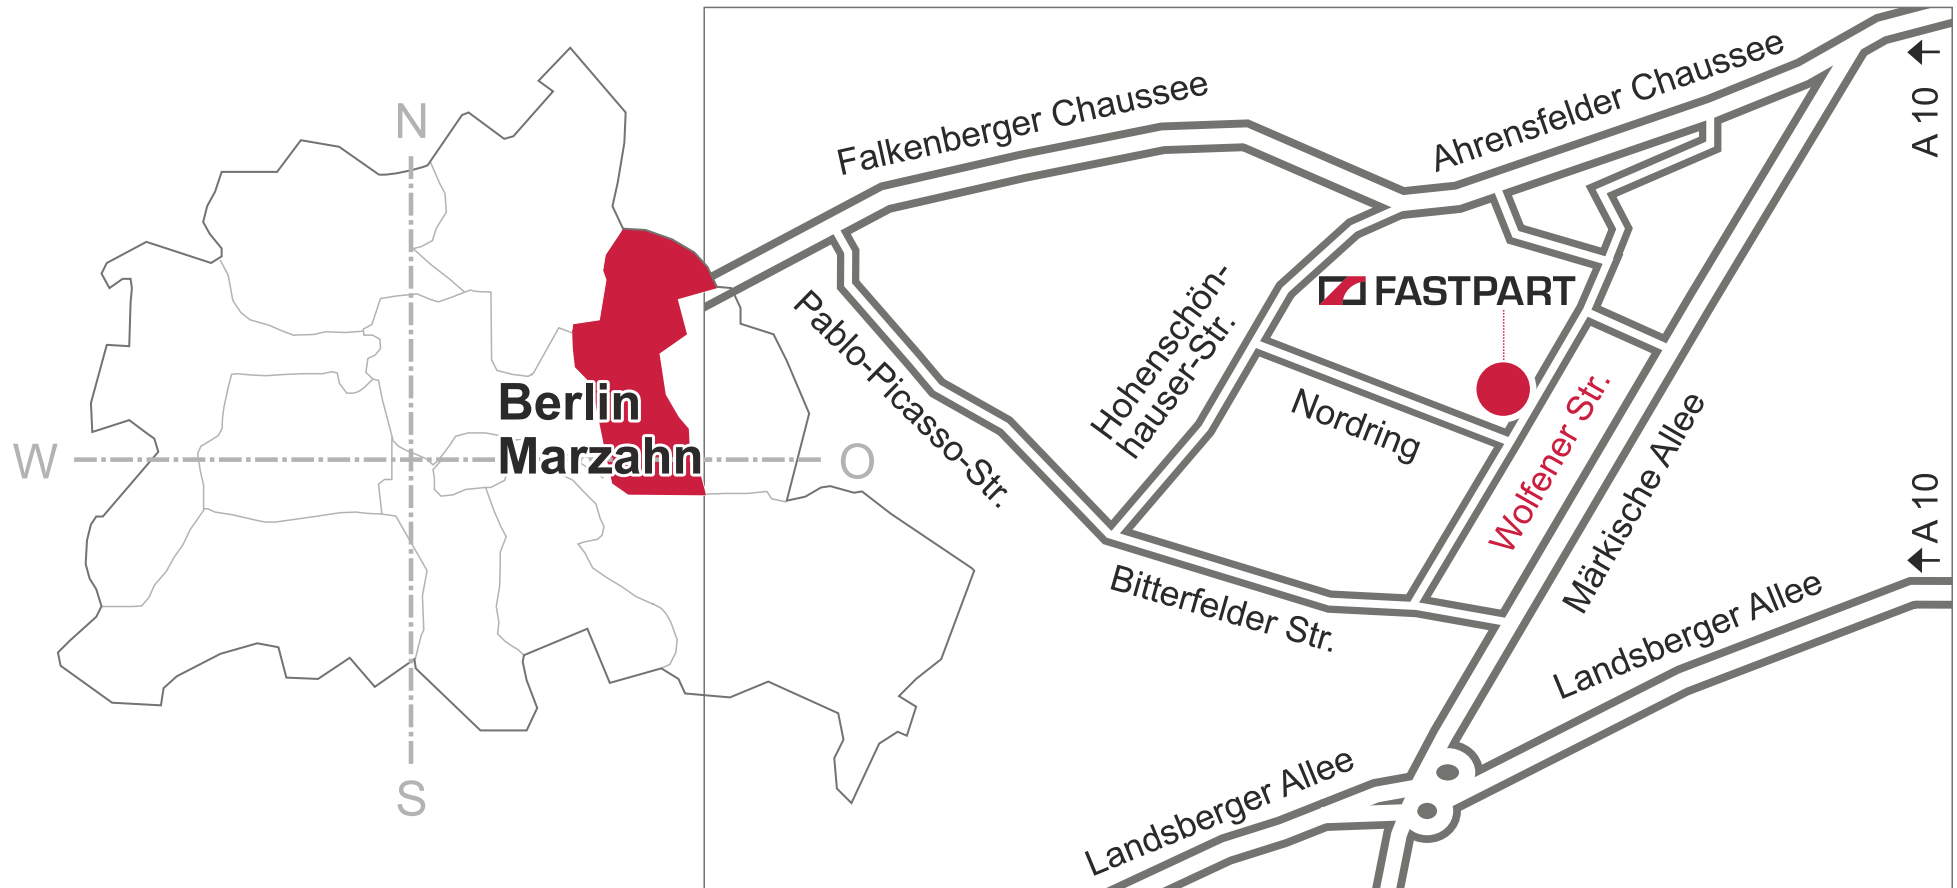 N
W
O
S
Berlin
Marzahn
Falkenberger Chaussee
Ahrensfelder Chaussee
A 10
Pablo-Picasso-Str.
Hohenschön-
hauser-Str.
FASTPART
Nordring
Wolfener Str.
Märkische Allee
A 10
Bitterfelder Str.
Landsberger Allee
Landsberger Allee